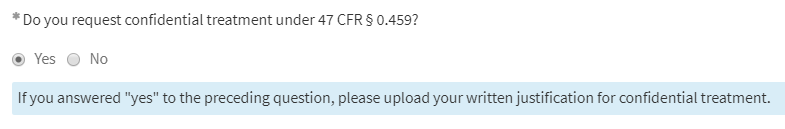 * Do you request confidential treatment under 47 CFR § 0.459?
Yes No
If you answered "yes" to the preceding question, please upload your written justification for confidential treatment.